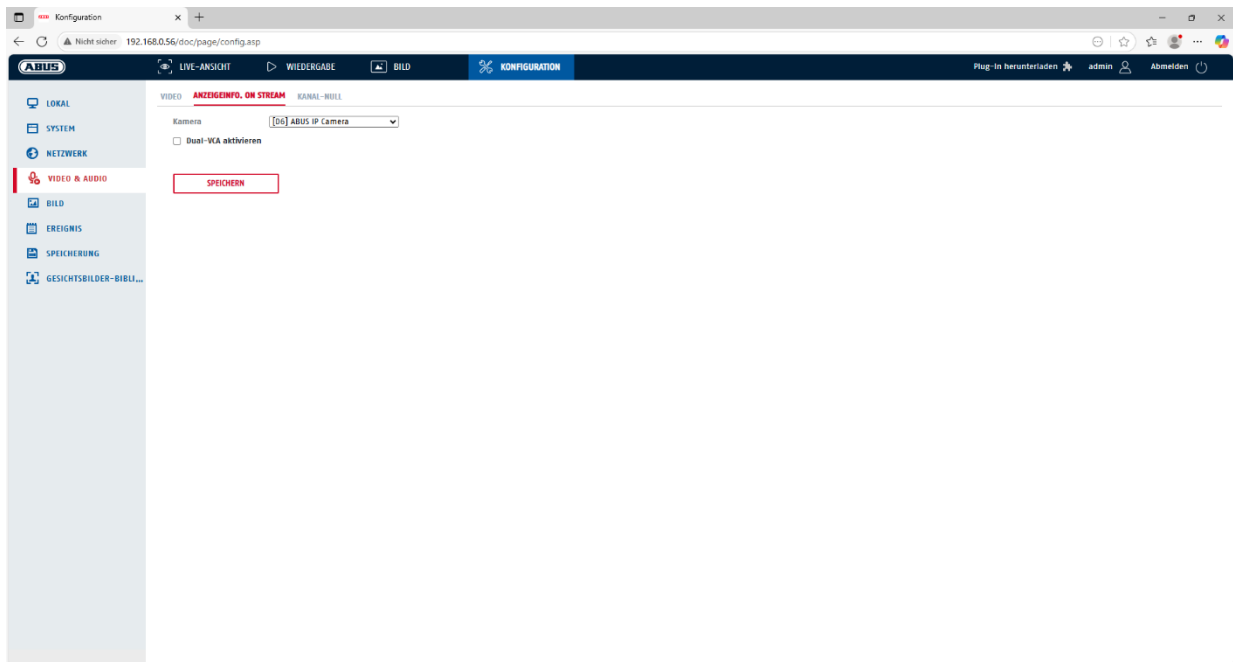 Konfiguration
Nicht sicher 192.168.0.56/doc/page/config.asp
ABUS LIVE-ANSICHT WIEDERGABE BILD KONFIGURATION Plug-In herunterladen admin Abmelden
LOKAL
SYSTEM
NETZWERK
VIDEO & AUDIO
BILD
EREIGNIS
SPEICHERUNG
GESICHTSBILDER-BIBLI...
VIDEO ANZEIGEINFO. ON STREAM KANAL-NULL
Kamera [D6] ABUS IP Camera
Dual-VCA aktivieren
SPEICHERN